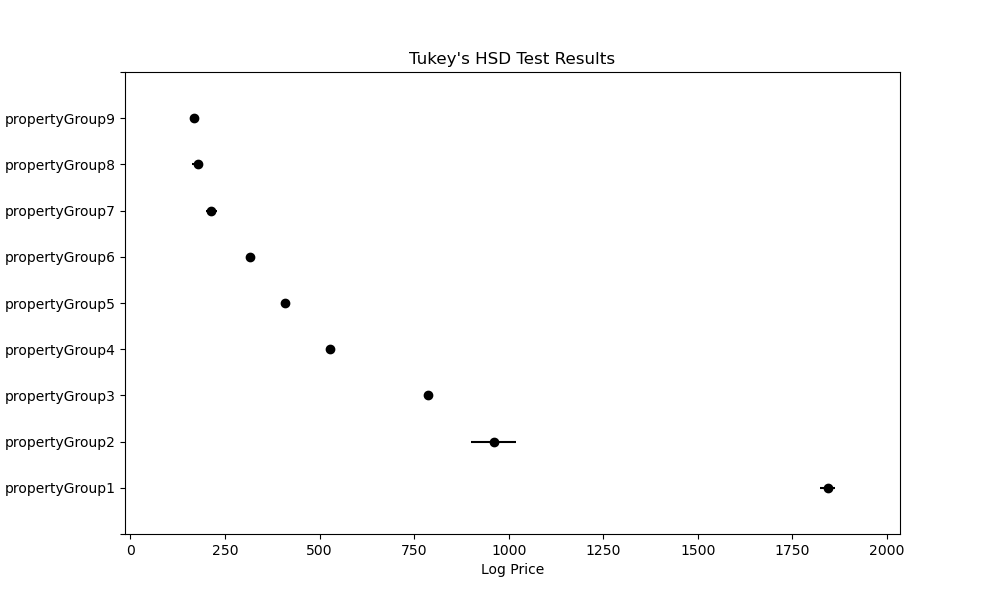 Tukey's HSD Test Results
propertyGroup9
propertyGroup8
propertyGroup7
propertyGroup6
propertyGroup5
propertyGroup4
propertyGroup3
propertyGroup2
propertyGroup1
0 250 500 750 1000 1250 1500 1750 2000
Log Price